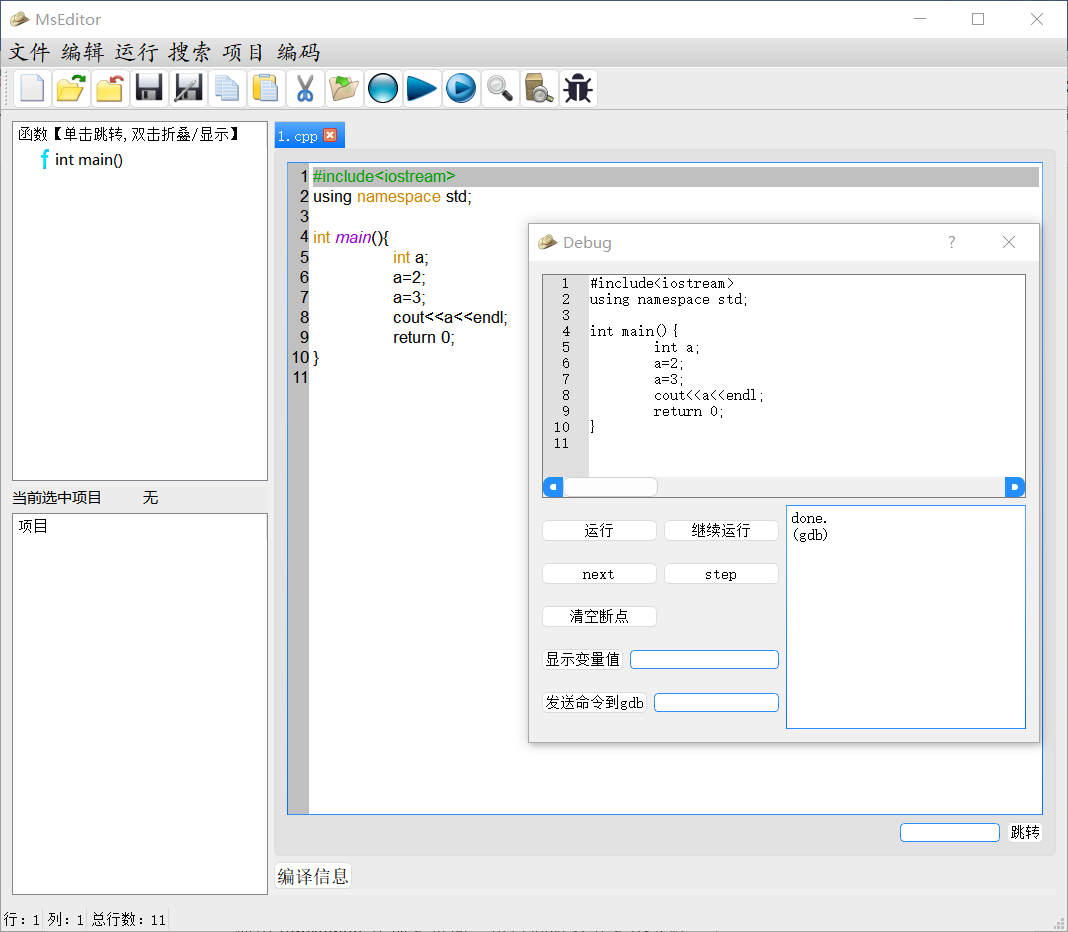 MsEditor
文件 编辑 运行 搜索 项目 编码
函数【单击跳转,双击折叠/显示】
int main()
当前选中项目 无
项目
1.cpp
1 #include<iostream>
2 using namespace std;
3
4 int main(){
5 int a;
6 a=2;
7 a=3;
8 cout<<a<<endl;
9 return 0;
10 }
11
Debug ?
1 #include<iostream>
2 using namespace std;
3
4 int main(){
5 int a;
6 a=2;
7 a=3;
8 cout<<a<<endl;
9 return 0;
10 }
11
运行 继续运行
next step
清空断点
显示变量值
发送命令到gdb
done.
(gdb)
跳转
编译信息
行: 1 列: 1 总行数: 11